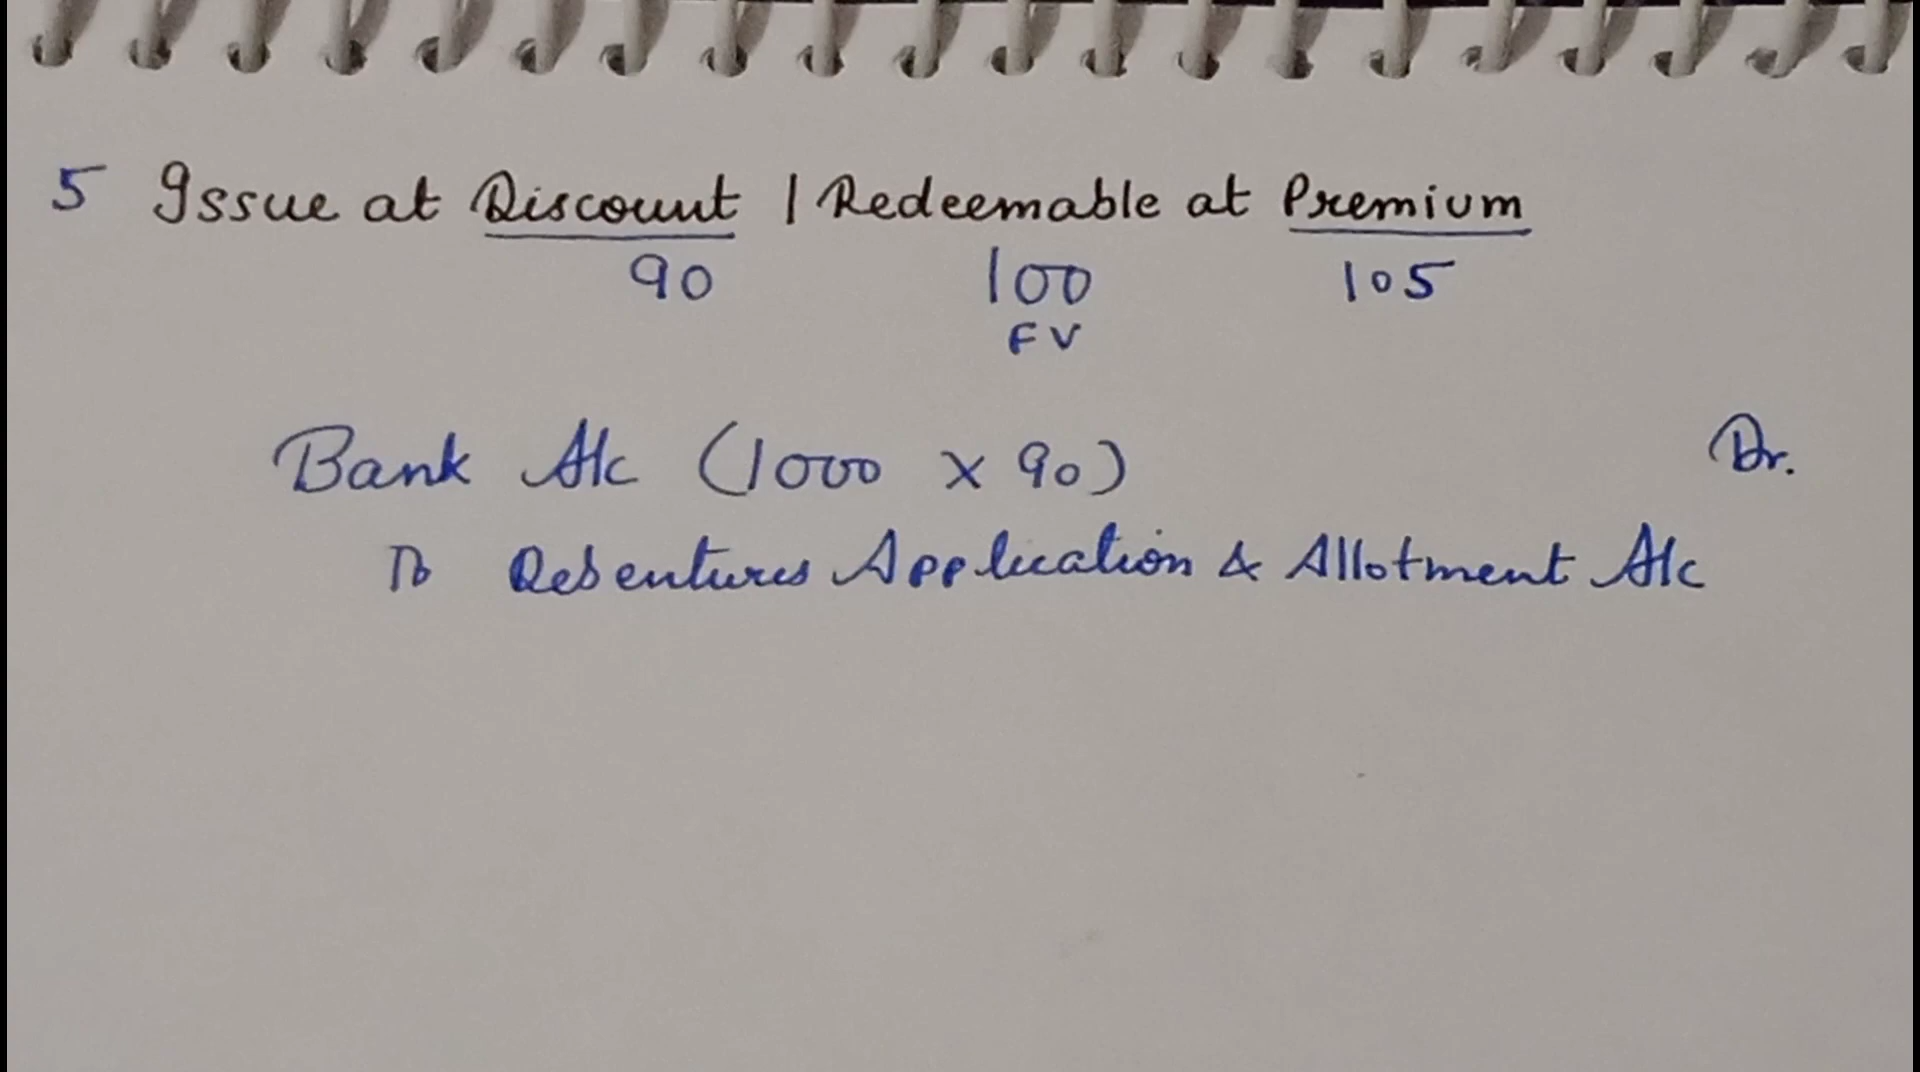 5 Issue at Discount | Redeemable at Premium
90 100 105
FV
Bank A/c (1000 x 90) Dr.
To Debentures Application & Allotment A/c